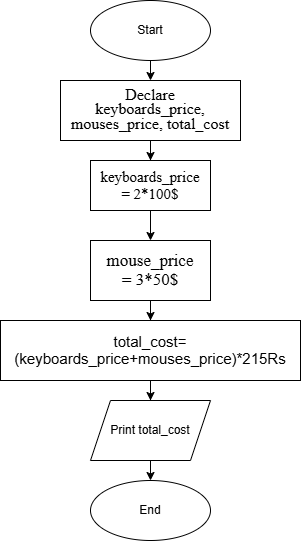 Start
Declare
keyboards_price,
mouses_price, total_cost
keyboards_price
= 2*100$
mouse_price
= 3*50$
total_cost=
(keyboards_price+mouses_price)*215Rs
Print total_cost
End